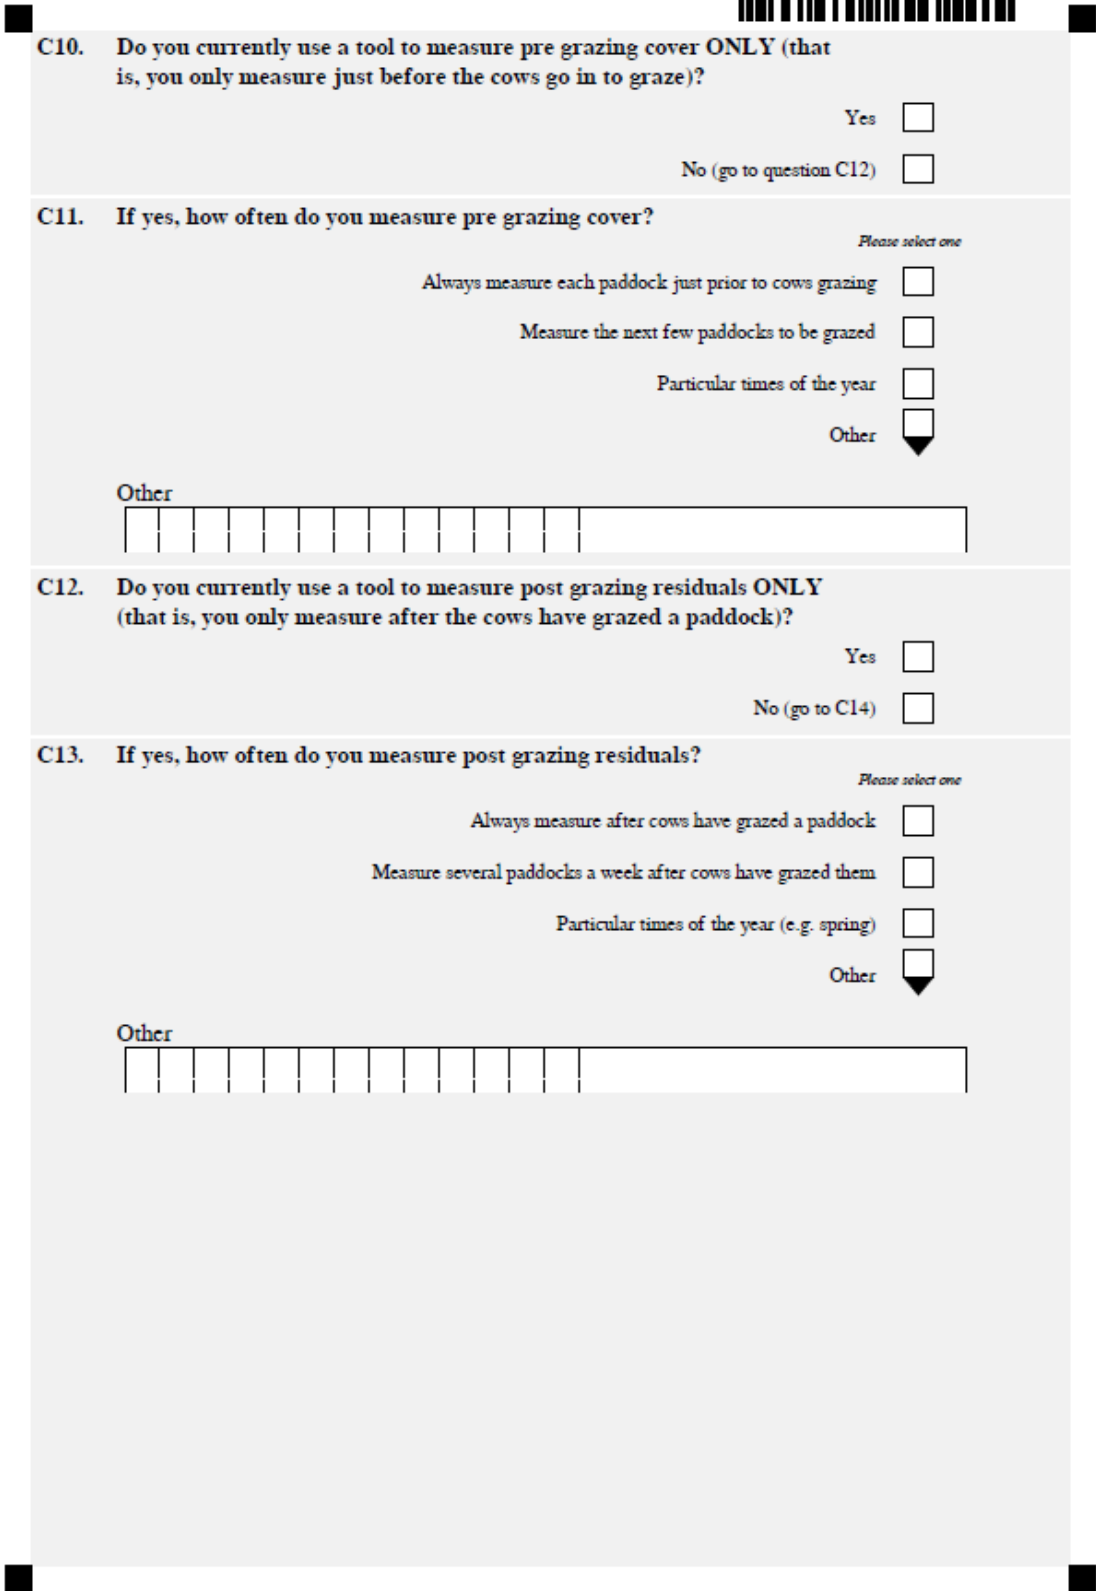 C10. Do you currently use a tool to measure pre grazing cover ONLY (that
is, you only measure just before the cows go in to graze)?
Yes
No (go to question C12)
C11. If yes, how often do you measure pre grazing cover?
Please select one
Always measure each paddock just prior to cows grazing
Measure the next few paddocks to be grazed
Particular times of the year
Other
Other
C12. Do you currently use a tool to measure post grazing residuals ONLY
(that is, you only measure after the cows have grazed a paddock)?
Yes
No (go to C14)
C13. If yes, how often do you measure post grazing residuals?
Please select one
Always measure after cows have grazed a paddock
Measure several paddocks a week after cows have grazed them
Particular times of the year (e.g. spring)
Other
Other